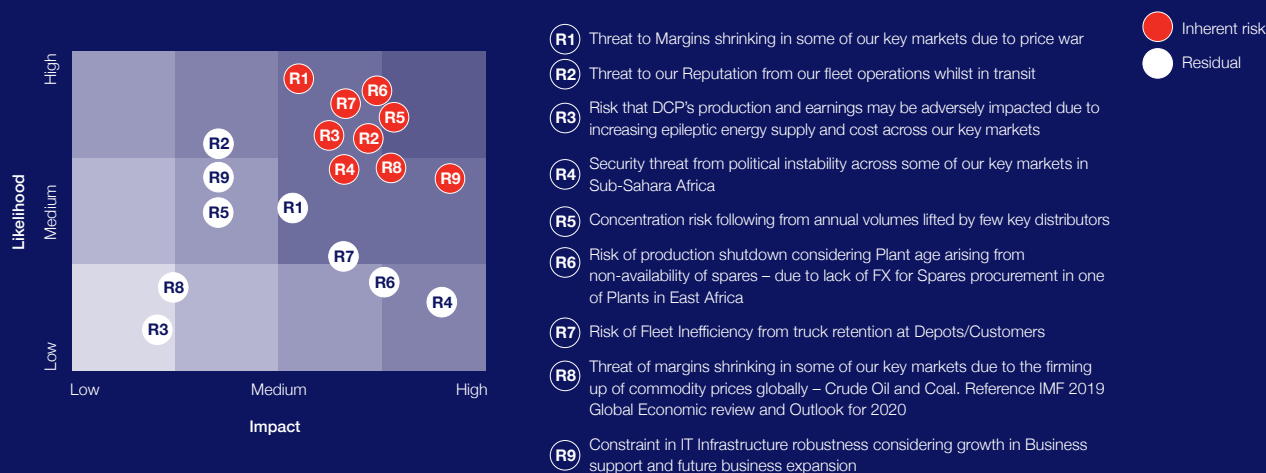 High
Medium
Low
Likelihood
R1
R6
R7
R5
R3
R2
R2
R4
R8
R9
R9
R5
R1
R7
R6
R8
R4
R3
Low
Medium
High
Impact
R1 Threat to Margins shrinking in some of our key markets due to price war
R2 Threat to our Reputation from our fleet operations whilst in transit
R3 Risk that DCP's production and earnings may be adversely impacted due to
increasing epileptic energy supply and cost across our key markets
R4 Security threat from political instability across some of our key markets in
Sub-Sahara Africa
R5 Concentration risk following from annual volumes lifted by few key distributors
R6 Risk of production shutdown considering Plant age arising from
non-availability of spares – due to lack of FX for Spares procurement in one
of Plants in East Africa
R7 Risk of Fleet Inefficiency from truck retention at Depots/Customers
R8 Threat of margins shrinking in some of our key markets due to the firming
up of commodity prices globally – Crude Oil and Coal. Reference IMF 2019
Global Economic review and Outlook for 2020
R9 Constraint in IT Infrastructure robustness considering growth in Business
support and future business expansion
Inherent risk
Residual